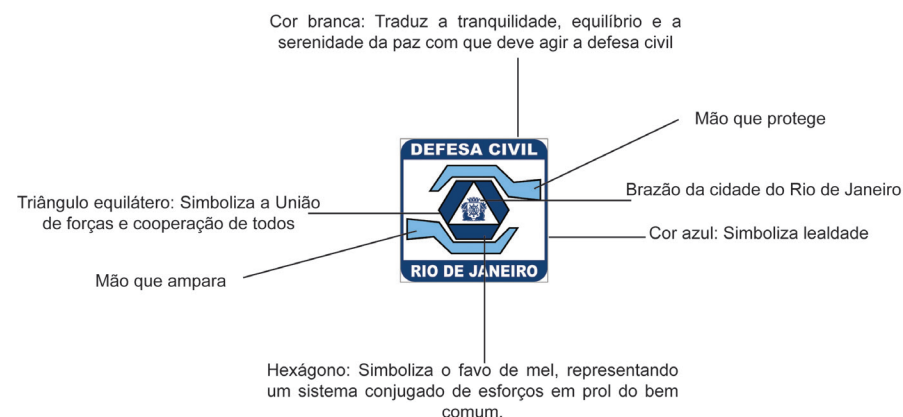 Cor branca: Traduz a tranquilidade, equilíbrio e a
serenidade da paz com que deve agir a defesa civil
Mão que protege
DEFESA CIVIL
Brazão da cidade do Rio de Janeiro
Triângulo equilátero: Simboliza a União
de forças e cooperação de todos
Cor azul: Simboliza lealdade
Mão que ampara
RIO DE JANEIRO
Hexágono: Simboliza o favo de mel, representando
um sistema conjugado de esforços em prol do bem
comum.